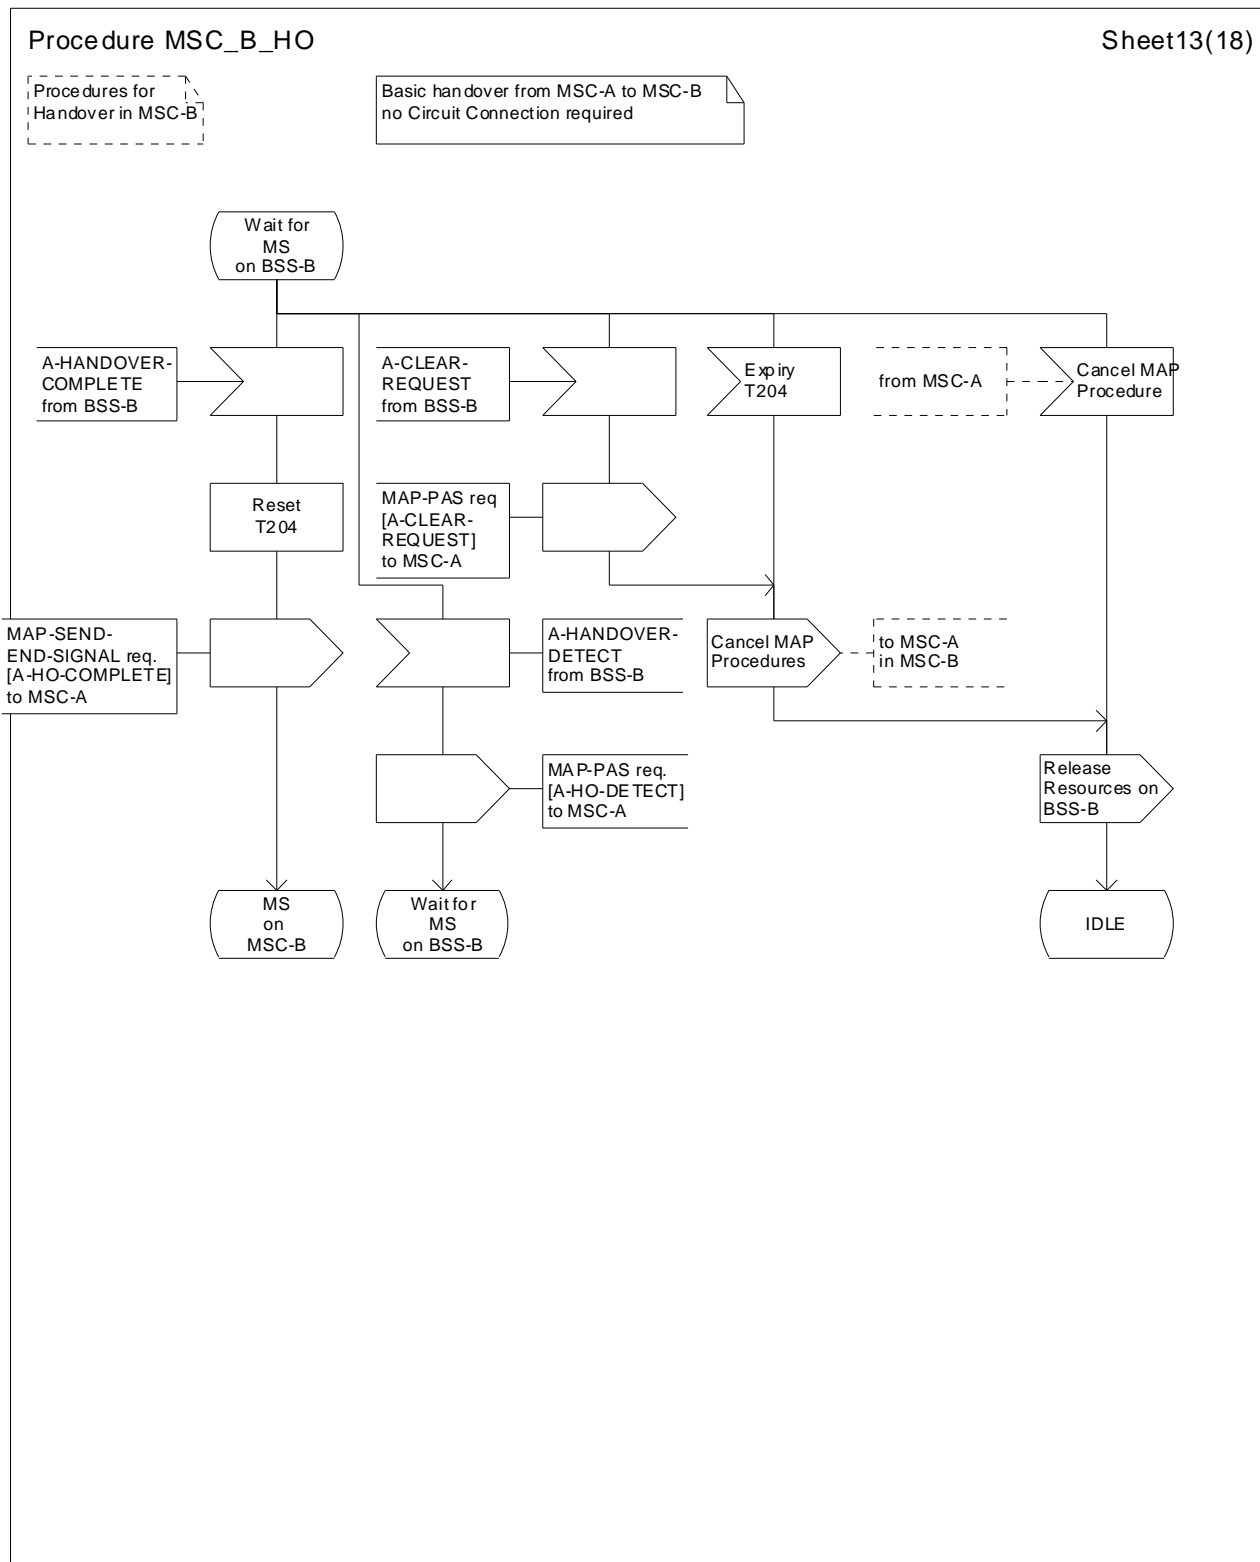 Procedure MSC_B_HO
Sheet13(18)
Procedures for
Handover in MSC-B
Basic handover from MSC-A to MSC-B
no Circuit Connection required
Wait for
MS
on BSS-B
A-HANDOVER-
COMPLETE
from BSS-B
A-CLEAR-
REQUEST
from BSS-B
Expiry
T204
from MSC-A
Cancel MAP
Procedure
Reset
T204
MAP-PAS req
[A-CLEAR-
REQUEST]
to MSC-A
MAP-SEND-
END-SIGNAL req.
[A-HO-COMPLETE]
to MSC-A
A-HANDOVER-
DETECT
from BSS-B
Cancel MAP
Procedures
to MSC-A
in MSC-B
MAP-PAS req.
[A-HO-DETECT]
to MSC-A
Release
Resources on
BSS-B
MS
on
MSC-B
Wait for
MS
on BSS-B
IDLE